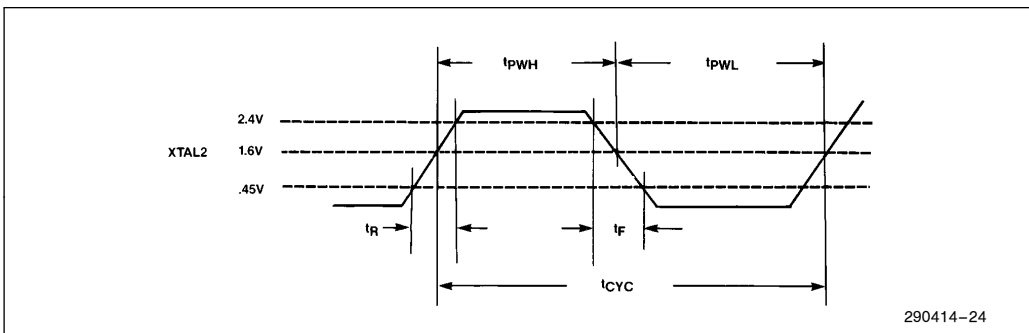 tPWH
tPWL
2.4V
XTAL2
1.6V
.45V
tR
tF
tCYC
290414–24